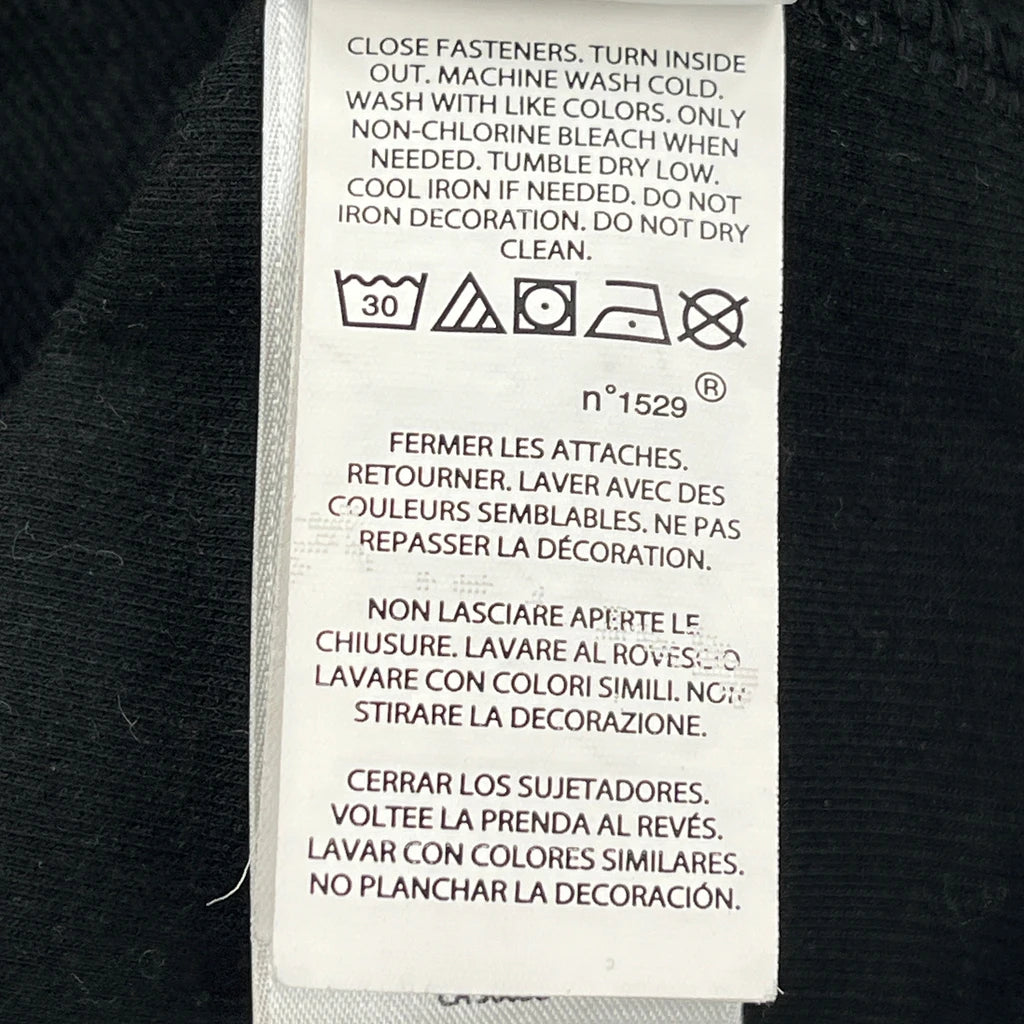 CLOSE FASTENERS. TURN INSIDE
OUT. MACHINE WASH COLD.
WASH WITH LIKE COLORS. ONLY
NON-CHLORINE BLEACH WHEN
NEEDED. TUMBLE DRY LOW.
COOL IRON IF NEEDED. DO NOT
IRON DECORATION. DO NOT DRY
CLEAN.
30
n°1529 ®
FERMER LES ATTACHES.
RETOURNER. LAVER AVEC DES
COULEURS SEMBLABLES. NE PAS
REPASSER LA DÉCORATION.
NON LASCIARE APERTE LE
CHIUSURE. LAVARE AL ROVESCIO
LAVARE CON COLORI SIMILI. NON
STIRARE LA DECORAZIONE.
CERRAR LOS SUJETADORES.
VOLTEE LA PRENDA AL REVÉS.
LAVAR CON COLORES SIMILARES.
NO PLANCHAR LA DECORACIÓN.